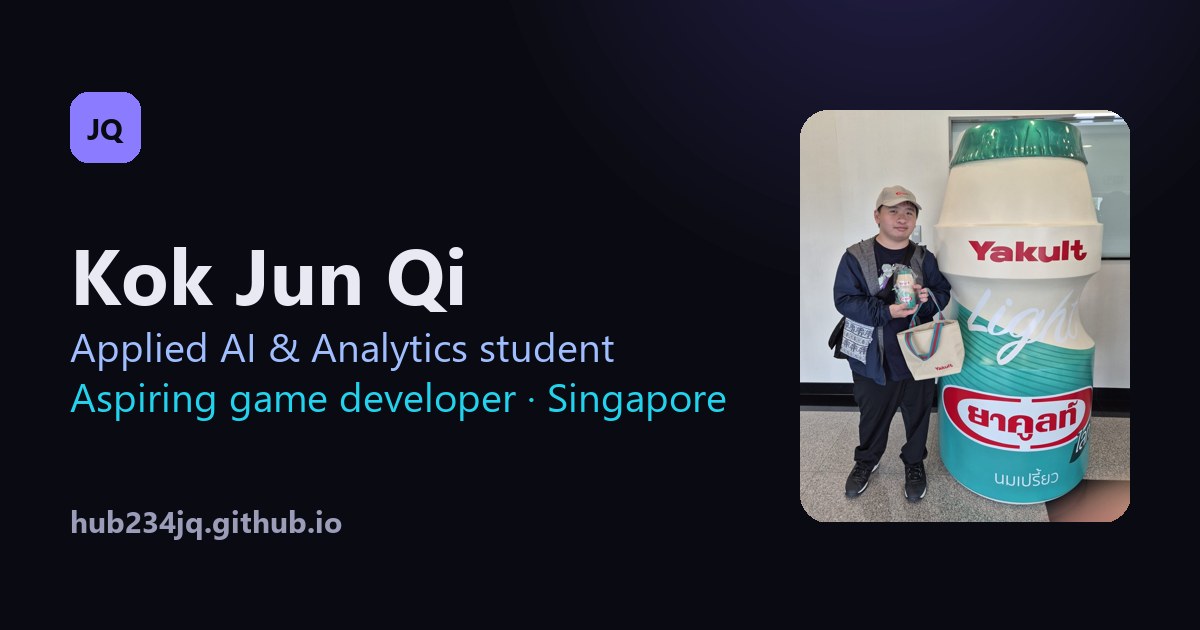 JQ
Kok Jun Qi
Applied AI & Analytics student
Aspiring game developer · Singapore
hub234jq.github.io
Yakult
Light
ยาคูลท์
นมเปรี้ยว
Yakult